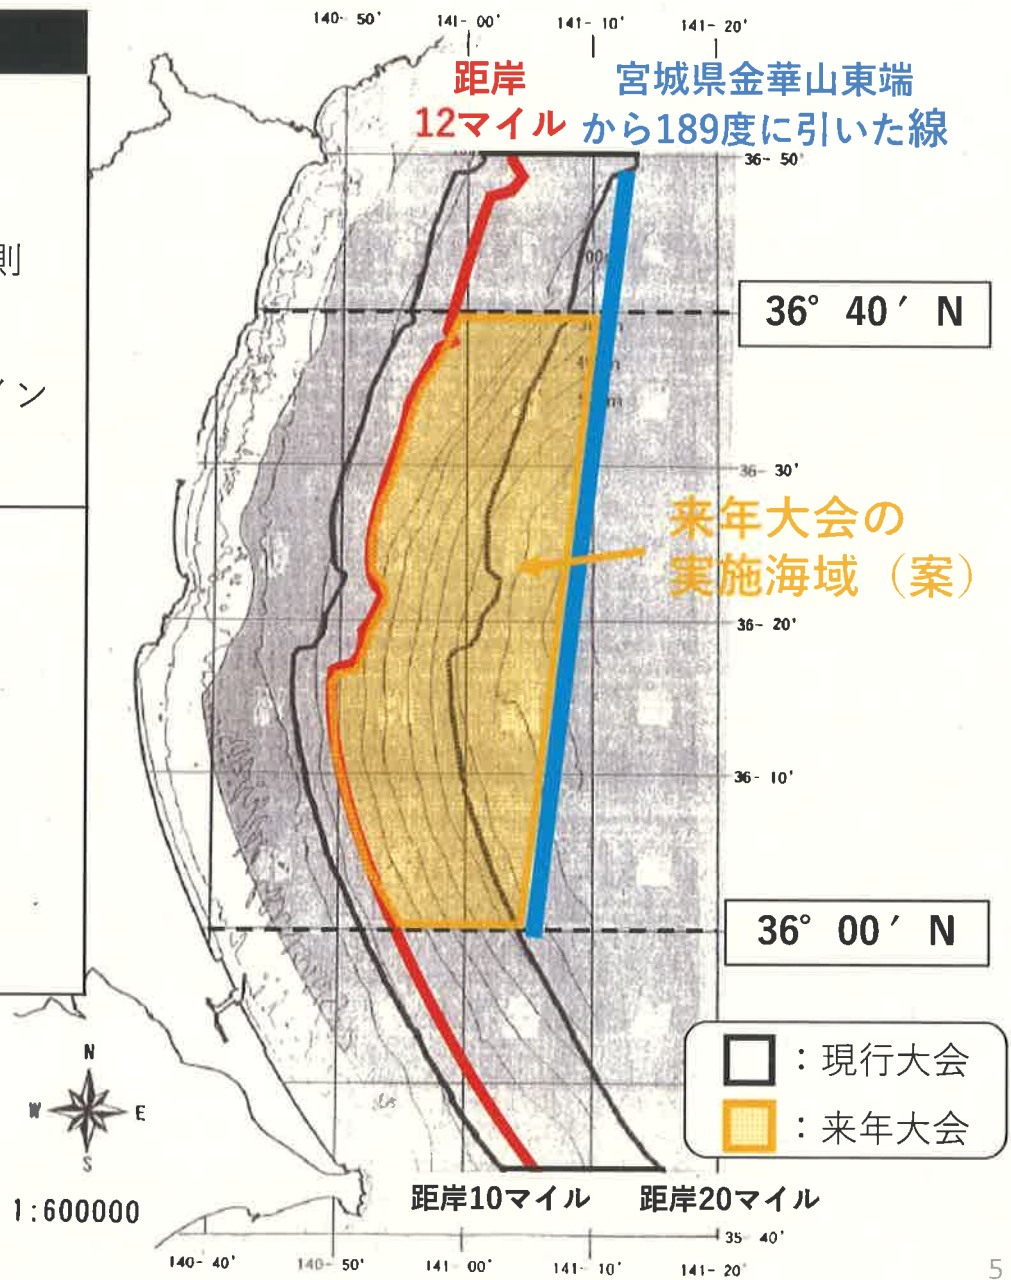 140- 50'
141- 00'
141- 10'
141- 20'
距岸
12マイル
宮城県金華山東端
から189度に引いた線
36- 50'
則
36° 40′ N
イン
36- 30'
来年大会の
実施海域（案）
36- 20'
36- 10'
36° 00′ N
：現行大会
：来年大会
N
W
E
S
1:600000
距岸10マイル
距岸20マイル
35- 40'
140- 40'
140- 50'
141- 00'
141- 10'
141- 20'
5